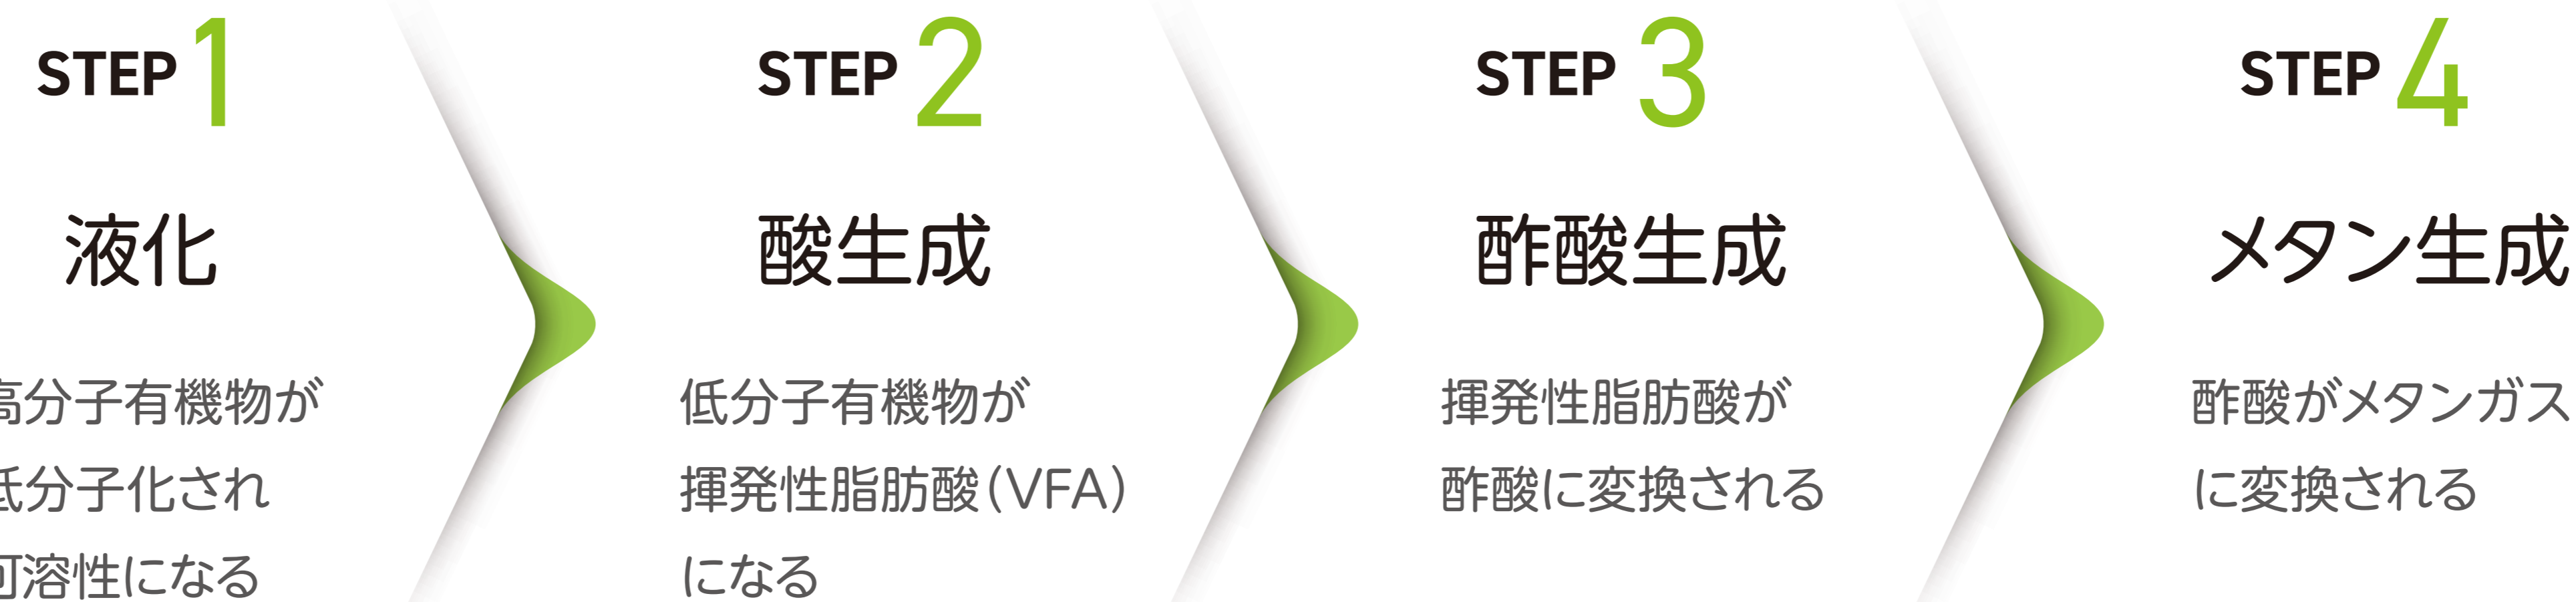 STEP 1
液化
高分子有機物が
低分子化され
可溶性になる
STEP 2
酸生成
低分子有機物が
揮発性脂肪酸(VFA)
になる
STEP 3
酢酸生成
揮発性脂肪酸が
酢酸に変換される
STEP 4
メタン生成
酢酸がメタンガス
に変換される